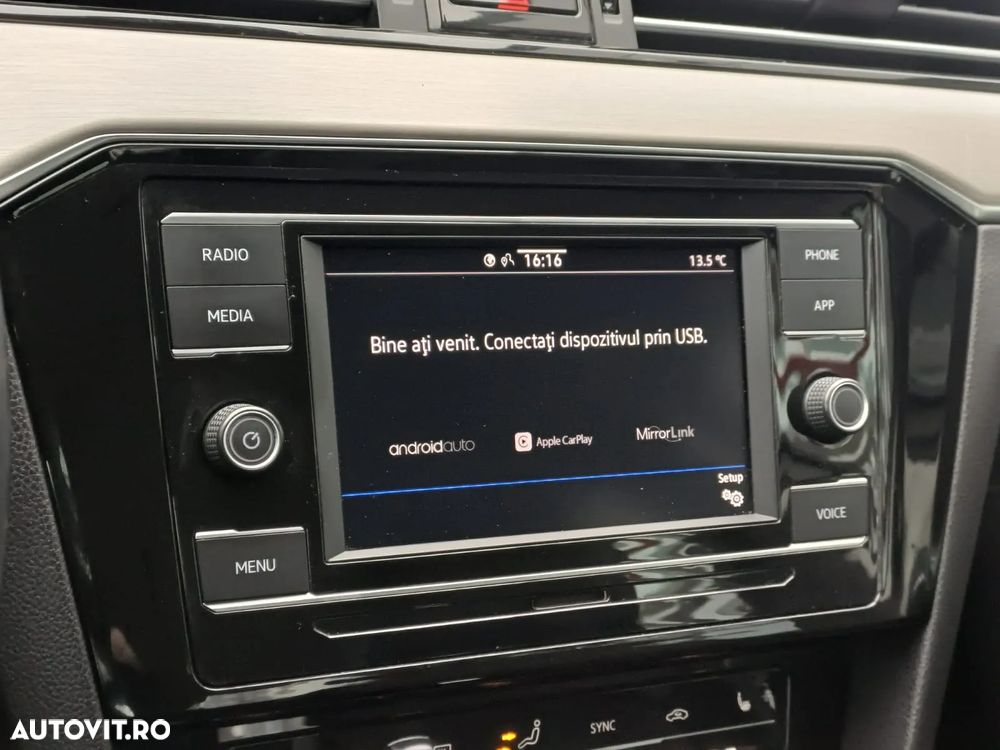 RADIO
MEDIA
MENU
16:16
13.5 °C
Bine aţi venit. Conectaţi dispozitivul prin USB.
androidauto
Apple CarPlay
MirrorLink
Setup
PHONE
APP
VOICE
SYNC
AUTOVIT.RO